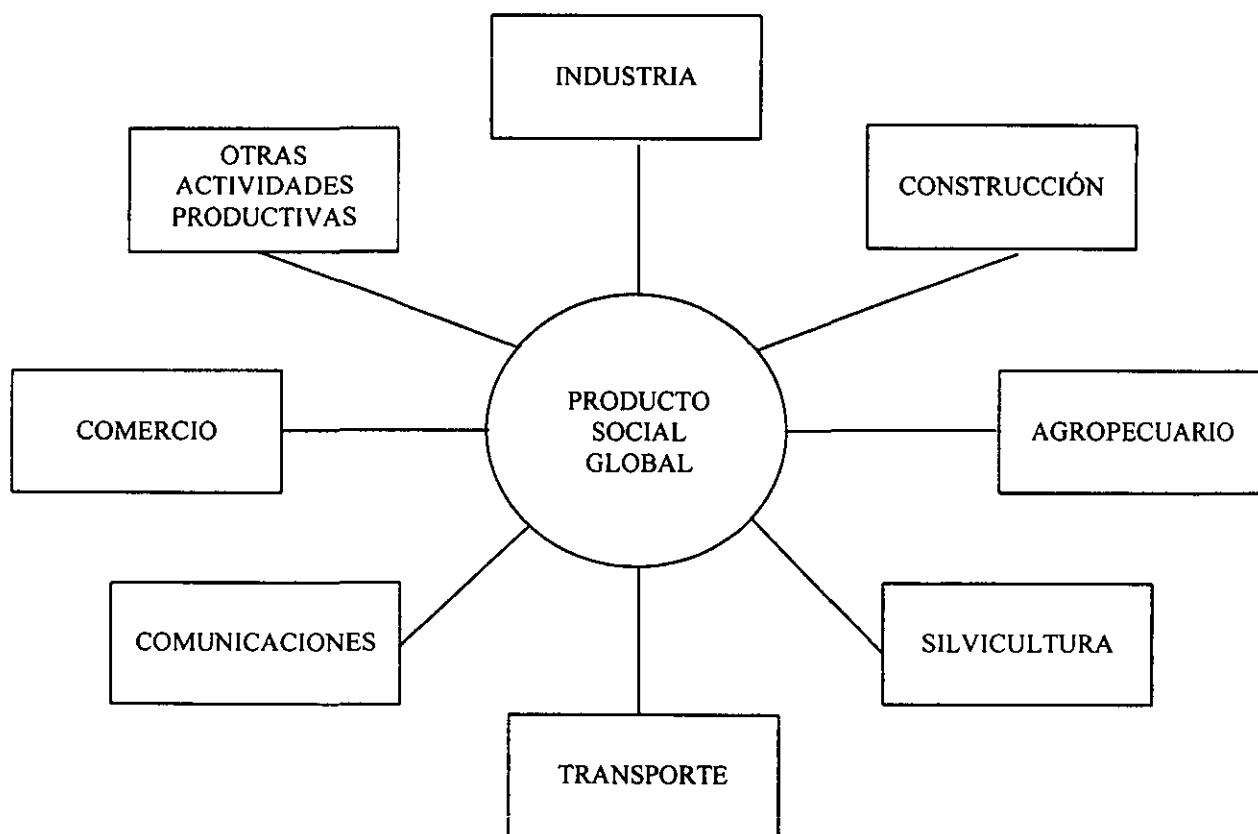 INDUSTRIA
OTRAS
ACTIVIDADES
PRODUCTIVAS
CONSTRUCCIÓN
COMERCIO
PRODUCTO
SOCIAL
GLOBAL
AGROPECUARIO
COMUNICACIONES
SILVICULTURA
TRANSPORTE